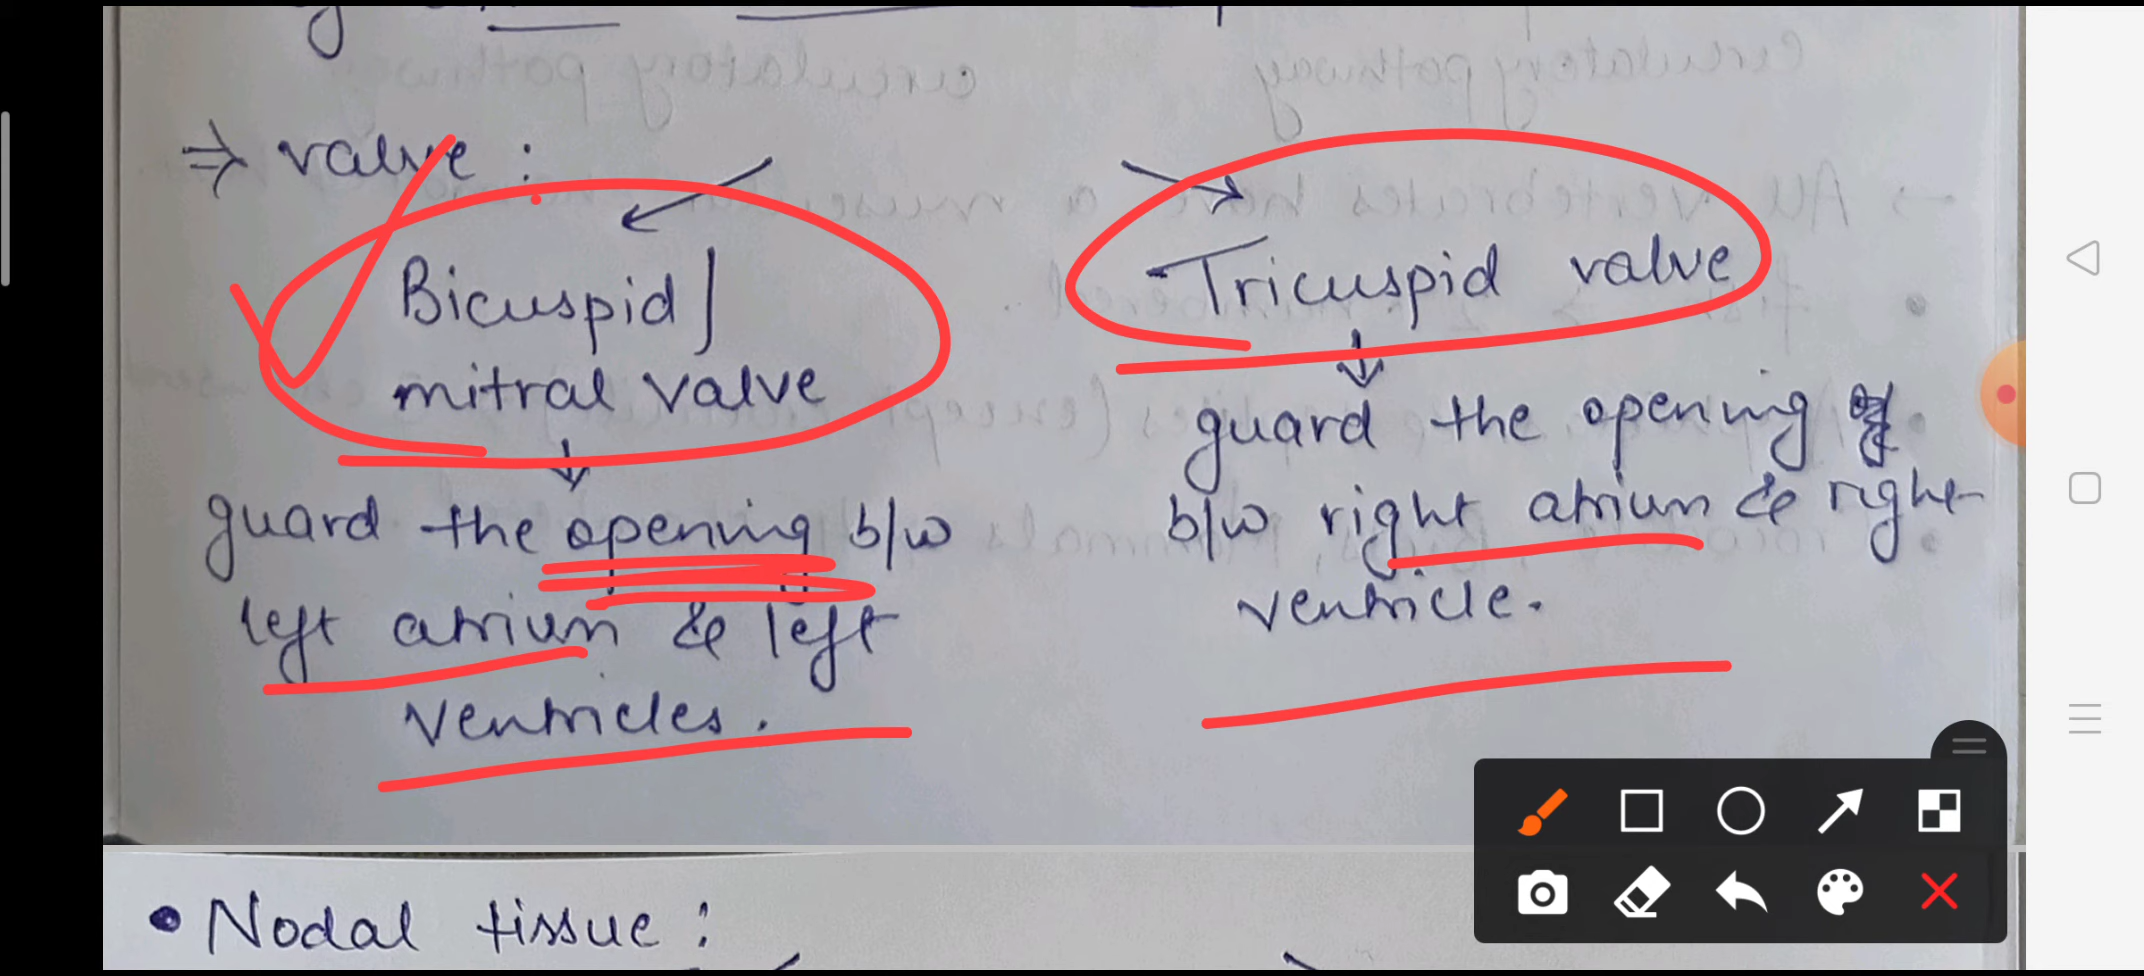 ⇒ valve :
Bicuspid /
mitral valve
↓
guard the opening b/w
left atrium & left
ventricles.
Tricuspid valve
↓
guard the opening of
b/w right atrium & right
ventricle.
• Nodal tissue :